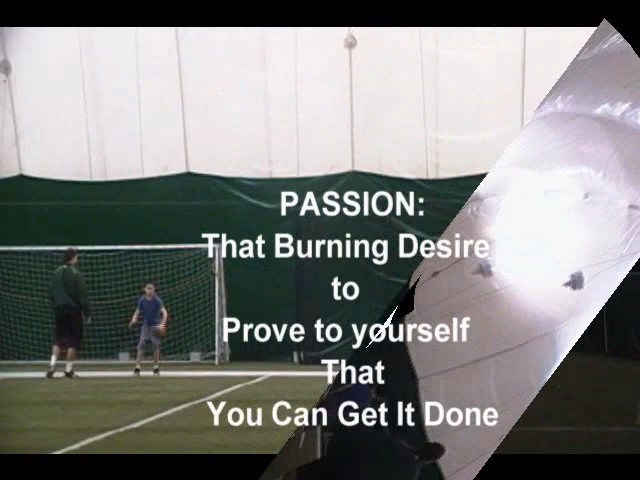 PASSION:
That Burning Desire
to
Prove to yourself
That
You Can Get It Done